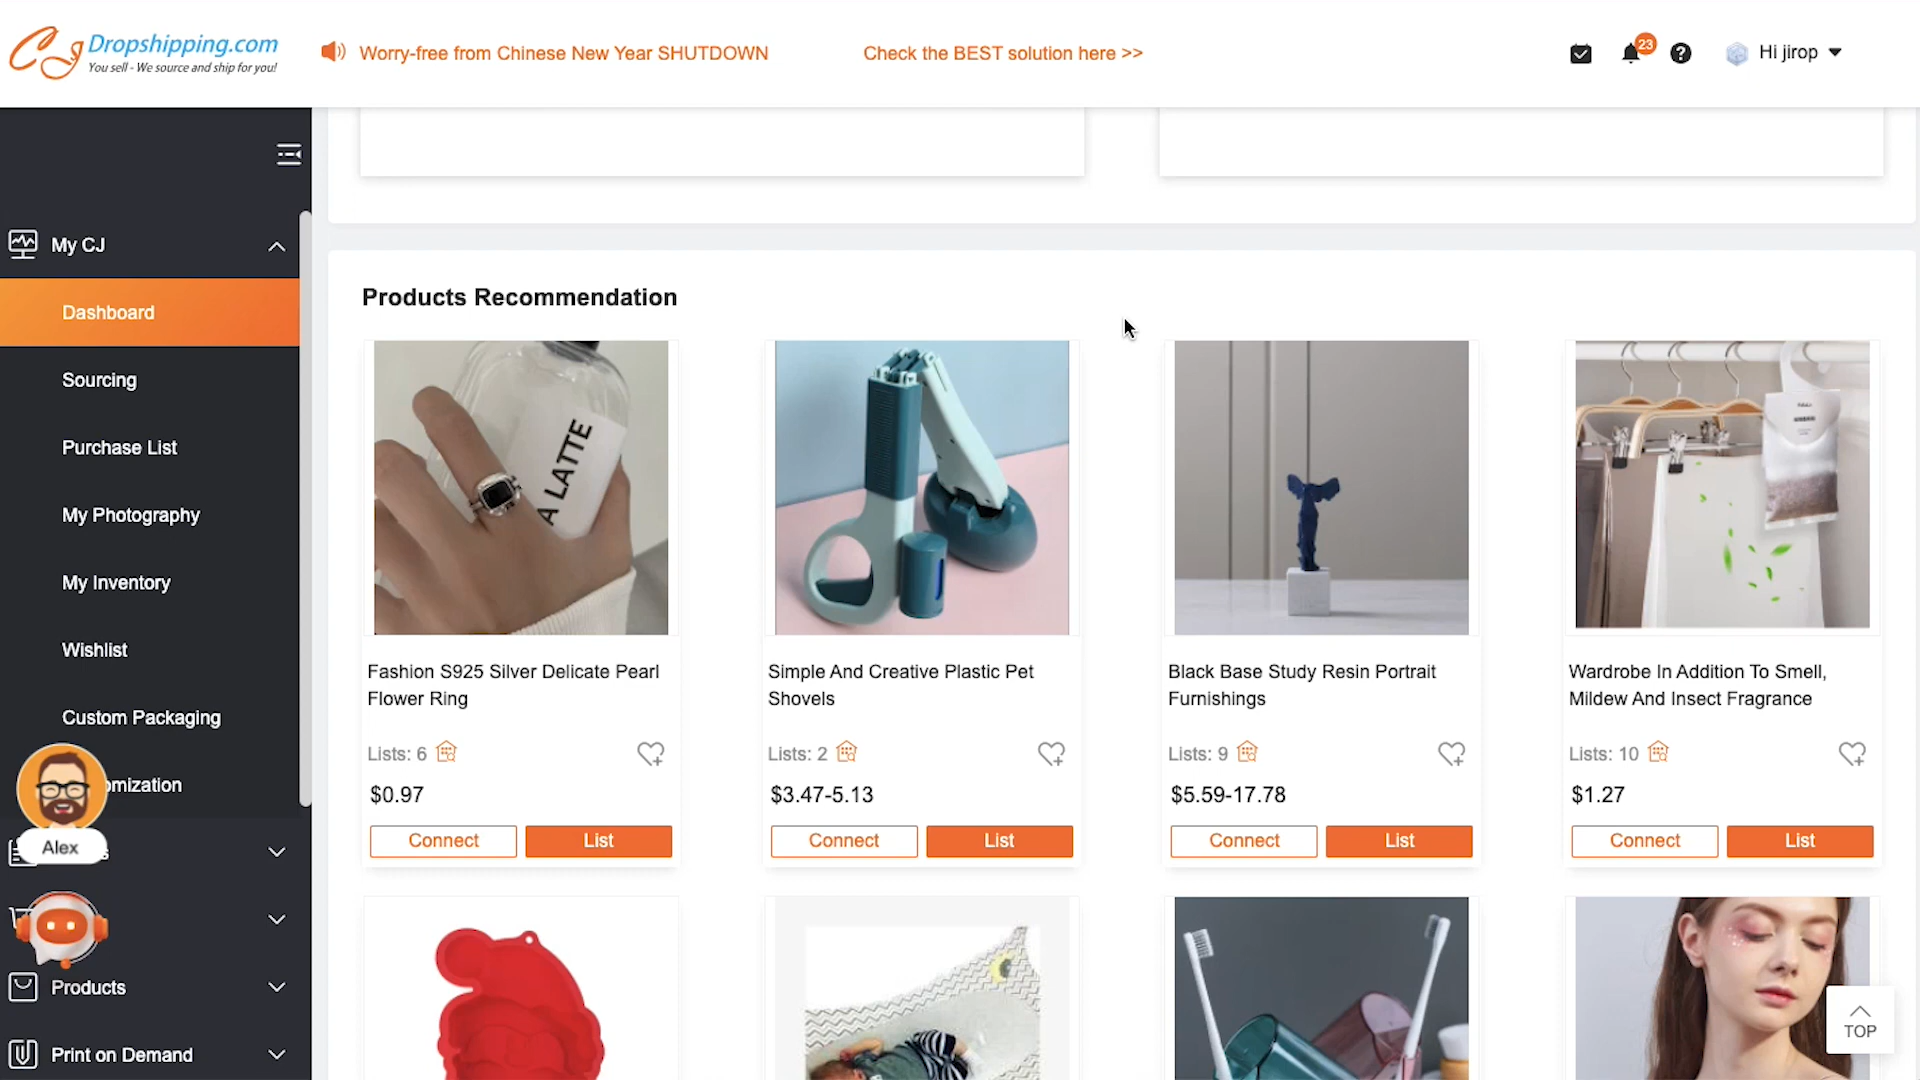 CJ Dropshipping.com
You sell - We source and ship for you!
Worry-free from Chinese New Year SHUTDOWN
Check the BEST solution here >>
23
Hi jirop
My CJ
Dashboard
Sourcing
Purchase List
My Photography
My Inventory
Wishlist
Custom Packaging
omization
Alex
Products
Print on Demand
Products Recommendation
A LATTE
Fashion S925 Silver Delicate Pearl
Flower Ring
Lists: 6
$0.97
Connect
List
Simple And Creative Plastic Pet
Shovels
Lists: 2
$3.47-5.13
Connect
List
Black Base Study Resin Portrait
Furnishings
Lists: 9
$5.59-17.78
Connect
List
Wardrobe In Addition To Smell,
Mildew And Insect Fragrance
Lists: 10
$1.27
Connect
List
TOP